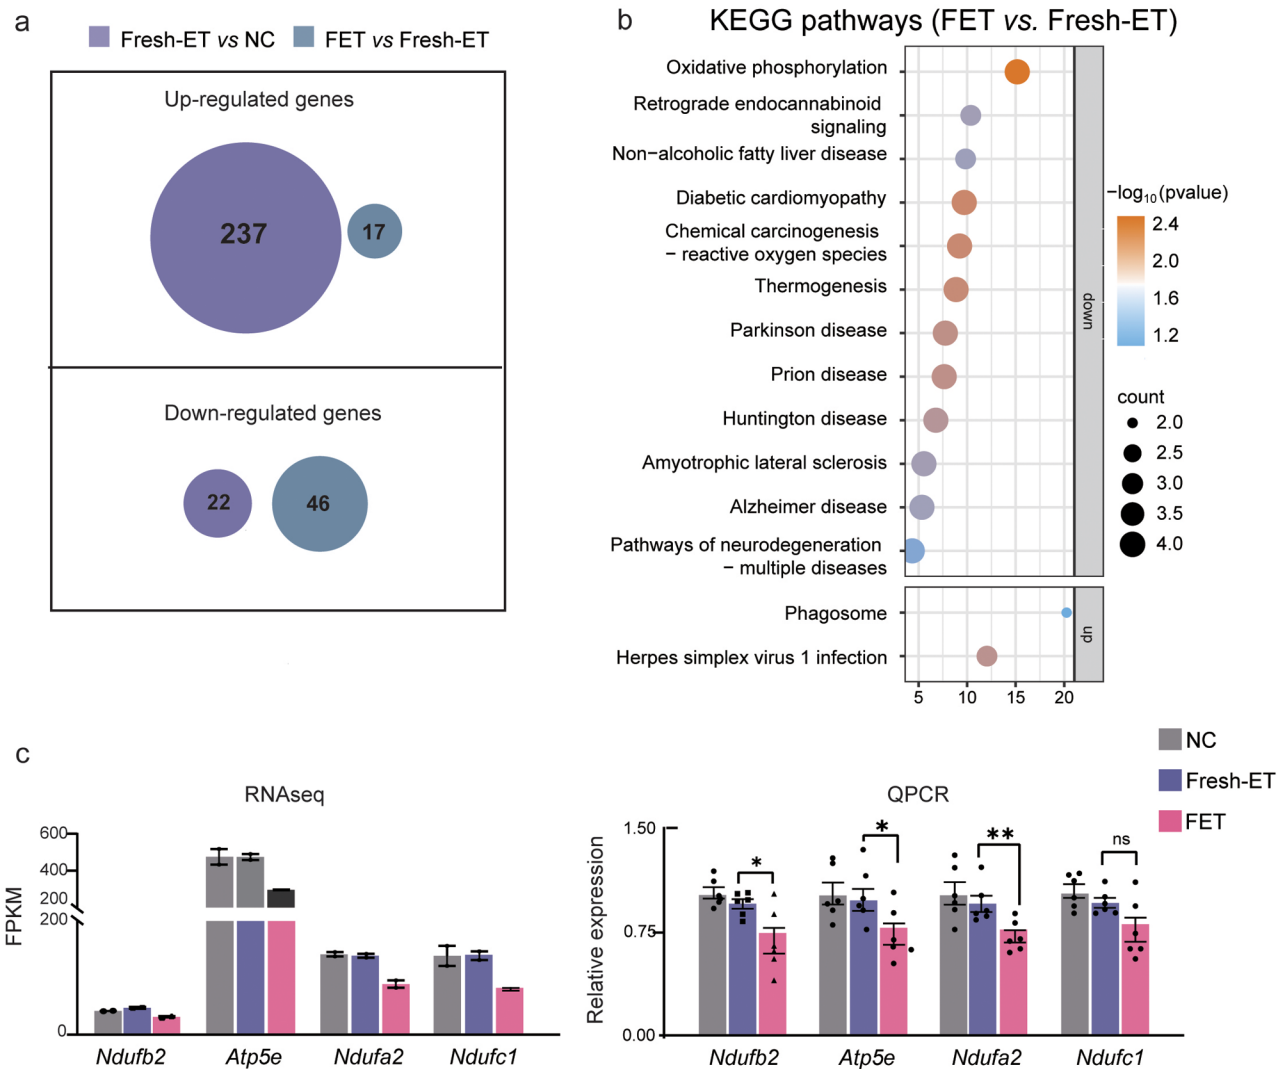 a
Fresh-ET vs NC
FET vs Fresh-ET
Up-regulated genes
237
17
Down-regulated genes
22
46
b
KEGG pathways (FET vs. Fresh-ET)
Oxidative phosphorylation
Retrograde endocannabinoid
signaling
Non−alcoholic fatty liver disease
Diabetic cardiomyopathy
Chemical carcinogenesis
− reactive oxygen species
Thermogenesis
Parkinson disease
Prion disease
Huntington disease
Amyotrophic lateral sclerosis
Alzheimer disease
Pathways of neurodegeneration
− multiple diseases
down
Phagosome
Herpes simplex virus 1 infection
up
5 10 15 20
−log10(pvalue)
2.4
2.0
1.6
1.2
count
2.0
2.5
3.0
3.5
4.0
c
RNAseq
FPKM
600
400
200
200
0
Ndufb2 Atp5e Ndufa2 Ndufc1
QPCR
Relative expression
1.50
0.75
0.00
* * ** ns
Ndufb2 Atp5e Ndufa2 Ndufc1
NC
Fresh-ET
FET